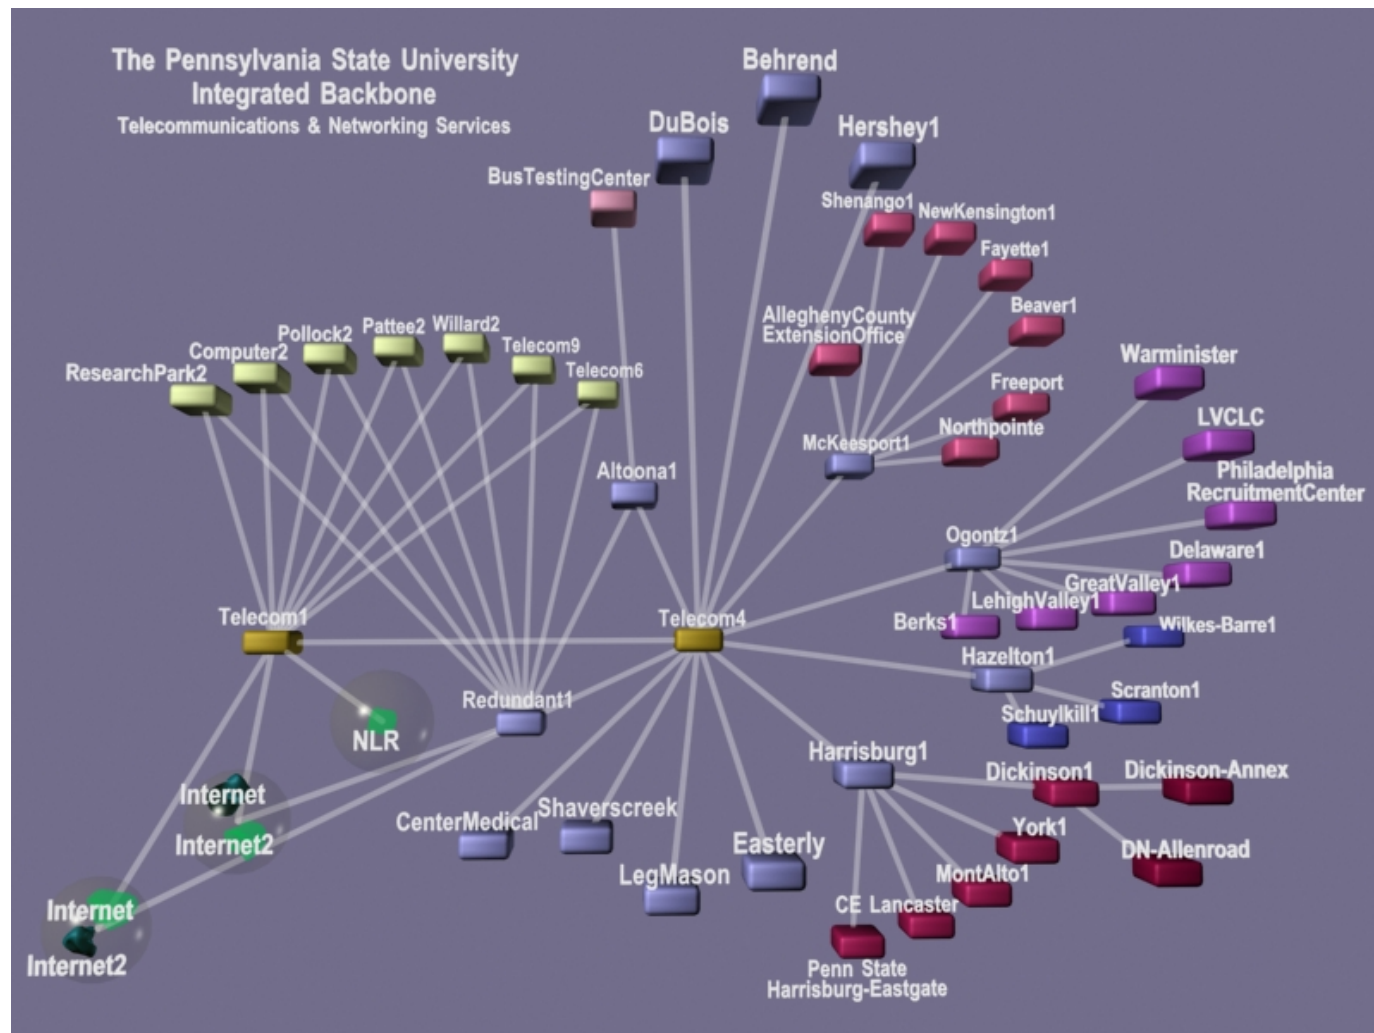 The Pennsylvania State University
Integrated Backbone
Telecommunications & Networking Services
Behrend
DuBois
Hershey1
BusTestingCenter
Shenango1
NewKensington1
Fayette1
Beaver1
AlleghenyCounty
ExtensionOffice
Pollock2
Pattee2
Willard2
Computer2
Telecom9
ResearchPark2
Telecom6
Warminister
Freeport
Northpointe
LVCLC
McKeesport1
Altoona1
Philadelphia
RecruitmentCenter
Ogontz1
Delaware1
GreatValley1
LehighValley1
Berks1
Wilkes-Barre1
Telecom1
Telecom4
Hazelton1
Scranton1
Schuylkill1
Redundant1
NLR
Harrisburg1
Dickinson1
Dickinson-Annex
Internet
Internet2
CenterMedical
Shaverscreek
Easterly
York1
DN-Allenroad
LegMason
MontAlto1
CE Lancaster
Internet
Internet2
Penn State
Harrisburg-Eastgate